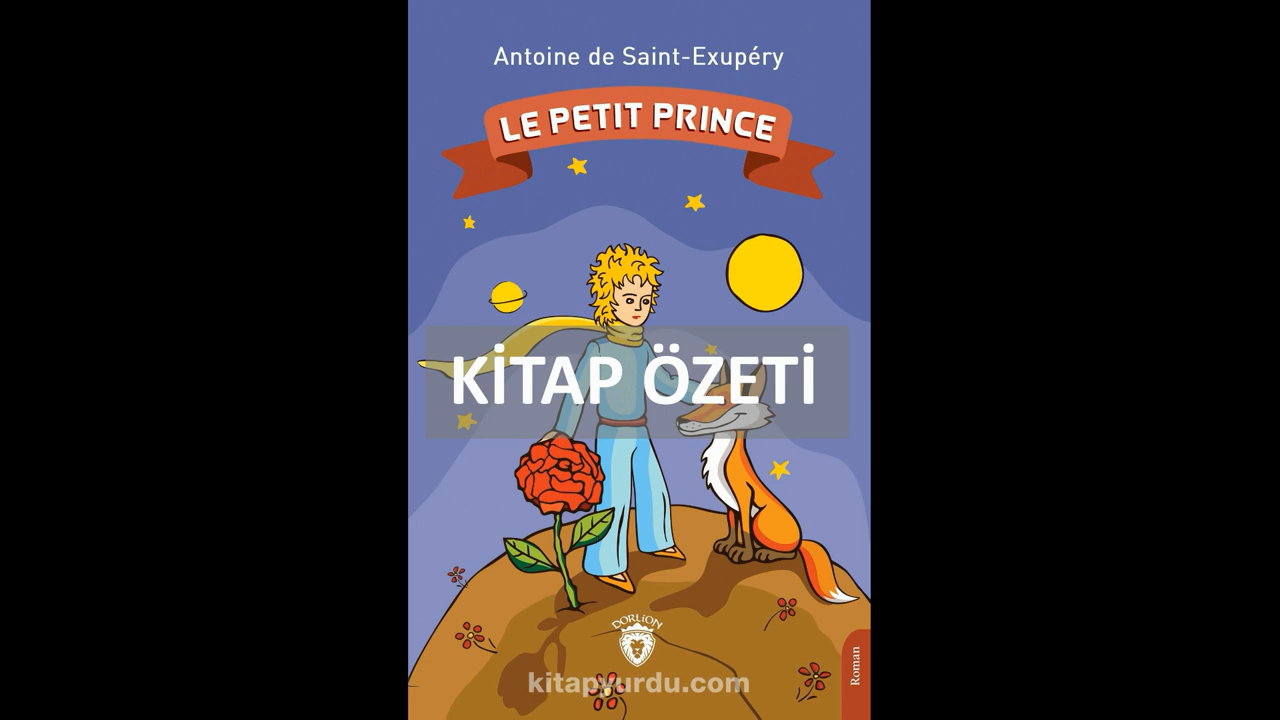 Antoine de Saint-Exupéry
LE PETIT PRINCE
KİTAP ÖZETİ
DORLiON
kitapyurdu.com
Roman